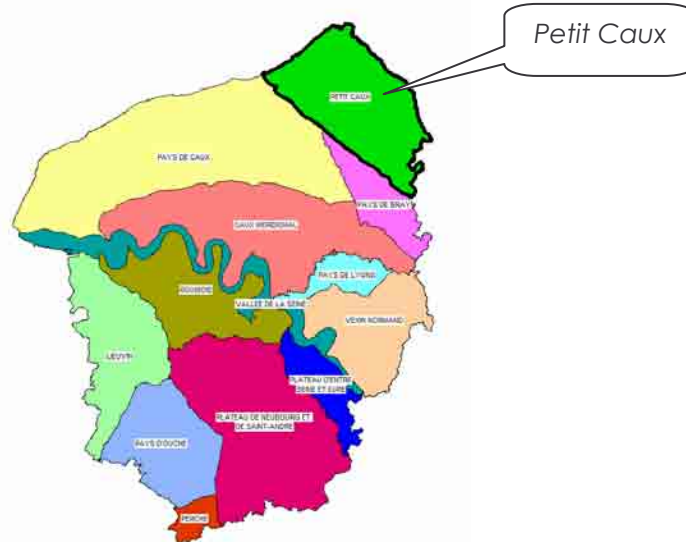 Petit Caux
PETIT CAUX
PAYS DE CAUX
PAYS DE BRAY
CAUX MERIDIONAL
PAYS DE LYONS
ROUMOIS
VALLEE DE LA SEINE
VEXIN NORMAND
LIEUVIN
PLATEAU D'ENTRE
SEINE ET EURE
PLATEAU DE NEUBOURG ET
DE SAINT-ANDRE
PAYS D'OUCHE
PERCHE